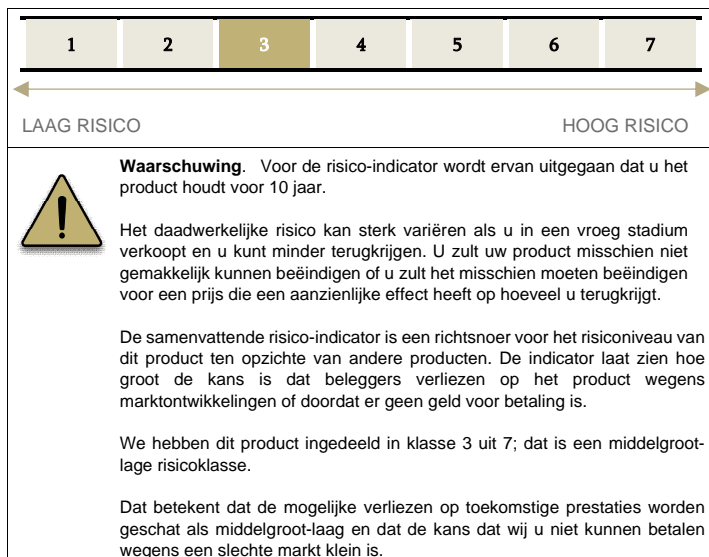 1 2 3 4 5 6 7
LAAG RISICO HOOG RISICO
Waarschuwing. Voor de risico-indicator wordt ervan uitgegaan dat u het
product houdt voor 10 jaar.
Het daadwerkelijke risico kan sterk variëren als u in een vroeg stadium
verkoopt en u kunt minder terugkrijgen. U zult uw product misschien niet
gemakkelijk kunnen beëindigen of u zult het misschien moeten beëindigen
voor een prijs die een aanzienlijke effect heeft op hoeveel u terugkrijgt.
De samenvattende risico-indicator is een richtsnoer voor het risiconiveau van
dit product ten opzichte van andere producten. De indicator laat zien hoe
groot de kans is dat beleggers verliezen op het product wegens
marktontwikkelingen of doordat er geen geld voor betaling is.
We hebben dit product ingedeeld in klasse 3 uit 7; dat is een middelgroot-
lage risicoklasse.
Dat betekent dat de mogelijke verliezen op toekomstige prestaties worden
geschat als middelgroot-laag en dat de kans dat wij u niet kunnen betalen
wegens een slechte markt klein is.